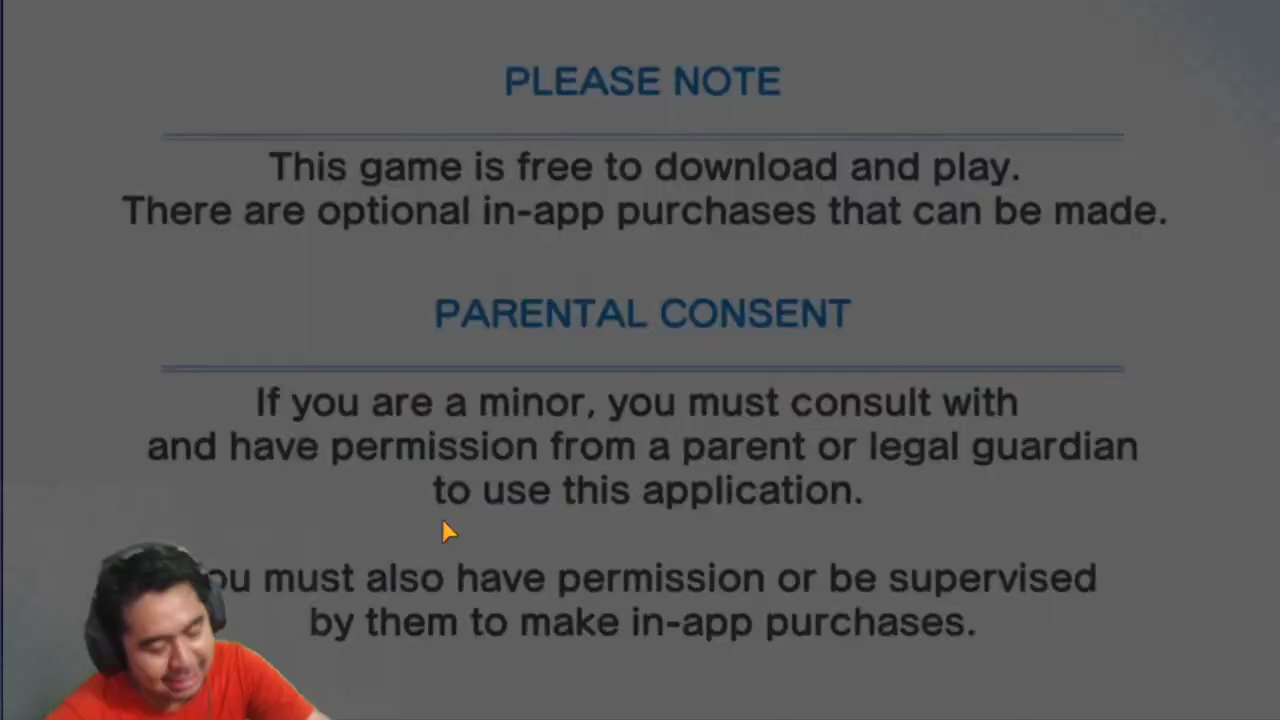 PLEASE NOTE
This game is free to download and play.
There are optional in-app purchases that can be made.
PARENTAL CONSENT
If you are a minor, you must consult with
and have permission from a parent or legal guardian
to use this application.
must also have permission or be supervised
by them to make in-app purchases.